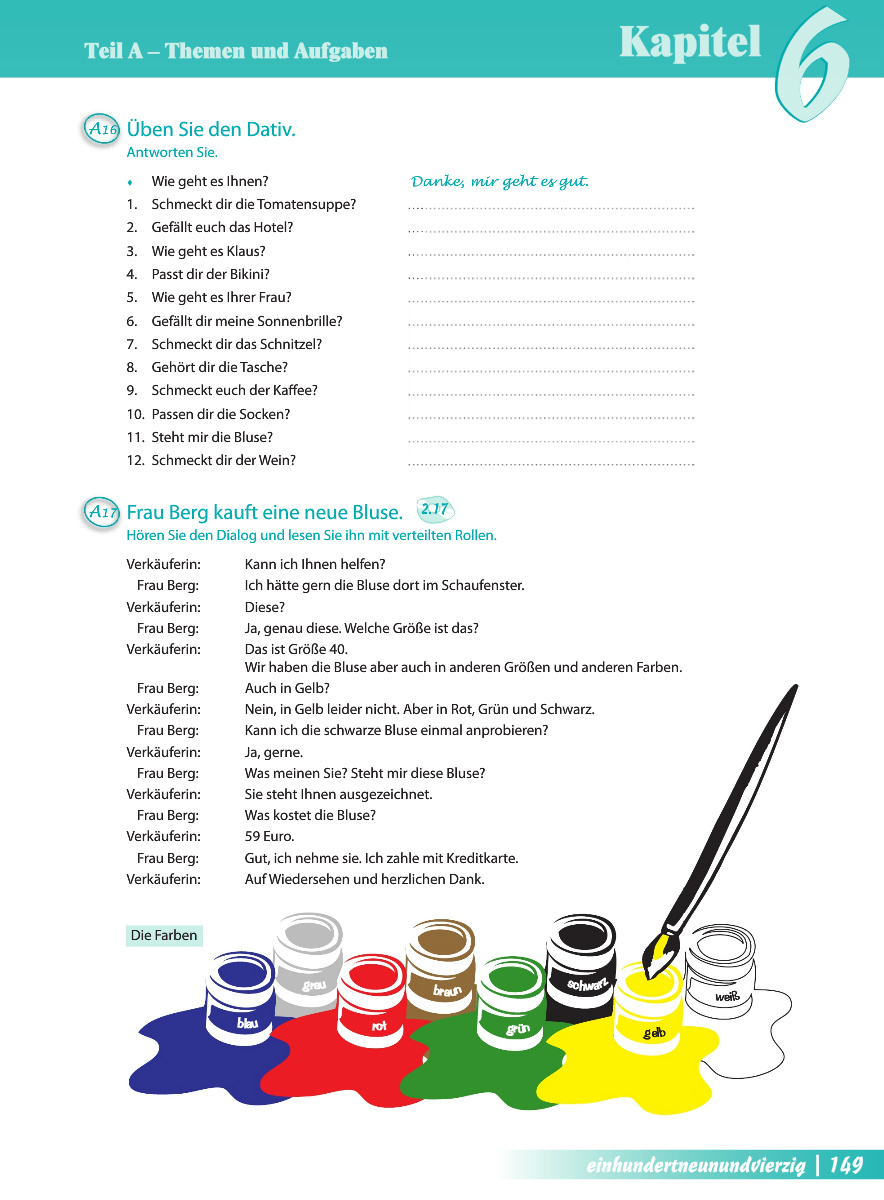 Teil A – Themen und Aufgaben
Kapitel 6
A16 Üben Sie den Dativ.
Antworten Sie.
♦ Wie geht es Ihnen? Danke, mir geht es gut.
1. Schmeckt dir die Tomatensuppe? ....................
2. Gefällt euch das Hotel? ....................
3. Wie geht es Klaus? ....................
4. Passt dir der Bikini? ....................
5. Wie geht es Ihrer Frau? ....................
6. Gefällt dir meine Sonnenbrille? ....................
7. Schmeckt dir das Schnitzel? ....................
8. Gehört dir die Tasche? ....................
9. Schmeckt euch der Kaffee? ....................
10. Passen dir die Socken? ....................
11. Steht mir die Bluse? ....................
12. Schmeckt dir der Wein? ....................
A17 Frau Berg kauft eine neue Bluse. 2.17
Hören Sie den Dialog und lesen Sie ihn mit verteilten Rollen.
Verkäuferin: Kann ich Ihnen helfen?
Frau Berg: Ich hätte gern die Bluse dort im Schaufenster.
Verkäuferin: Diese?
Frau Berg: Ja, genau diese. Welche Größe ist das?
Verkäuferin: Das ist Größe 40.
Wir haben die Bluse aber auch in anderen Größen und anderen Farben.
Frau Berg: Auch in Gelb?
Verkäuferin: Nein, in Gelb leider nicht. Aber in Rot, Grün und Schwarz.
Frau Berg: Kann ich die schwarze Bluse einmal anprobieren?
Verkäuferin: Ja, gerne.
Frau Berg: Was meinen Sie? Steht mir diese Bluse?
Verkäuferin: Sie steht Ihnen ausgezeichnet.
Frau Berg: Was kostet die Bluse?
Verkäuferin: 59 Euro.
Frau Berg: Gut, ich nehme sie. Ich zahle mit Kreditkarte.
Verkäuferin: Auf Wiedersehen und herzlichen Dank.
Die Farben
grau
braun
schwarz
weiß
blau
rot
grün
gelb
einhundertneunundvierzig | 149